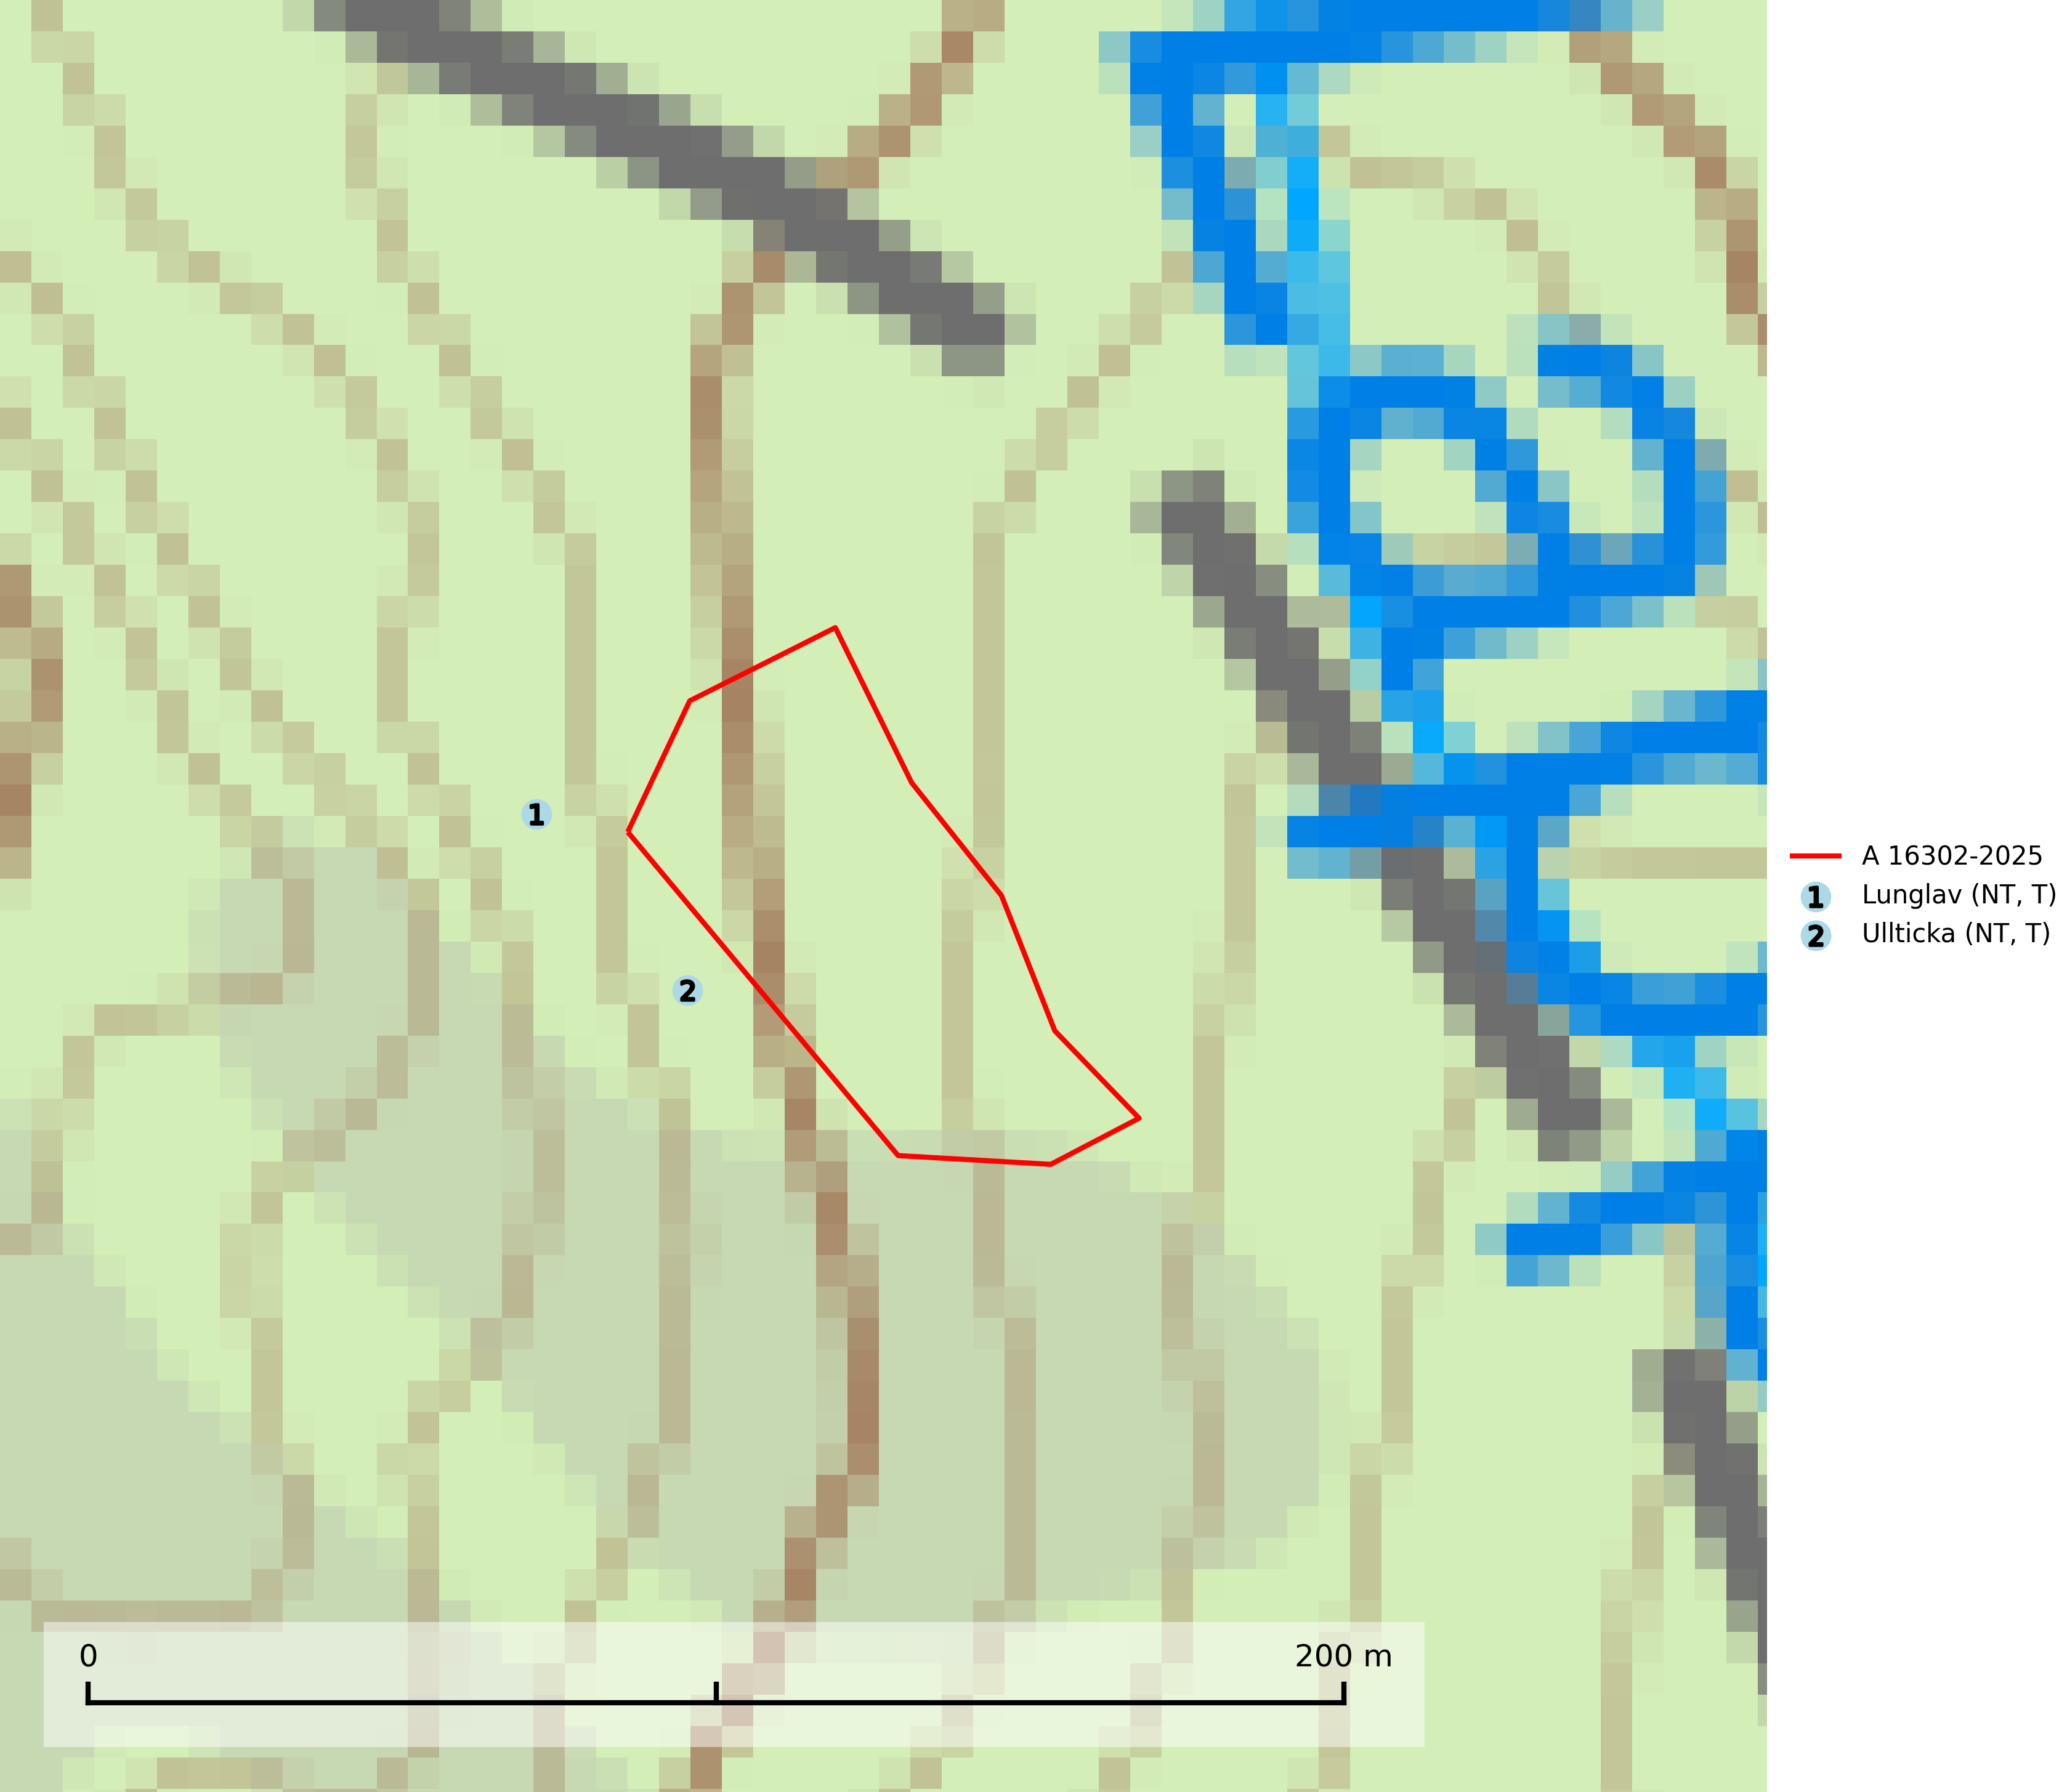 1
2
A 16302-2025
1 Lunglav (NT, T)
2 Ullticka (NT, T)
0 200 m